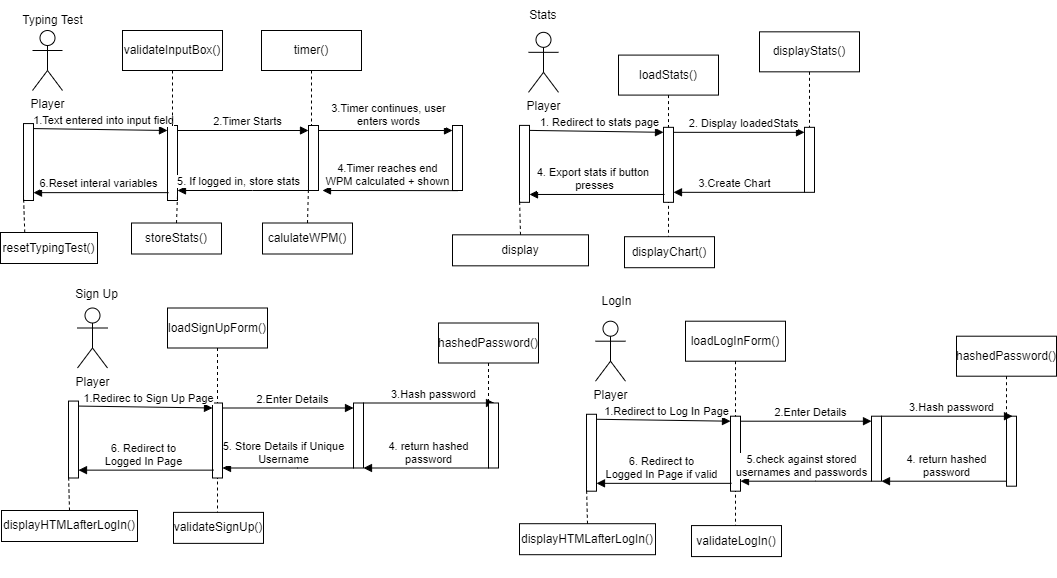 Typing Test
validateInputBox()
timer()
Player
1.Text entered into input field
2.Timer Starts
3.Timer continues, user
enters words
4.Timer reaches end
WPM calculated + shown
5. If logged in, store stats
6.Reset interal variables
resetTypingTest()
storeStats()
calulateWPM()
Stats
loadStats()
displayStats()
Player
1. Redirect to stats page
2. Display loadedStats
3.Create Chart
4. Export stats if button
presses
display
displayChart()
Sign Up
loadSignUpForm()
hashedPassword()
Player
1.Redirec to Sign Up Page
2.Enter Details
3.Hash password
4. return hashed
password
5. Store Details if Unique
Username
6. Redirect to
Logged In Page
displayHTMLafterLogIn()
validateSignUp()
LogIn
loadLogInForm()
hashedPassword()
Player
1.Redirect to Log In Page
2.Enter Details
3.Hash password
4. return hashed
password
5.check against stored
usernames and passwords
6. Redirect to
Logged In Page if valid
displayHTMLafterLogIn()
validateLogIn()